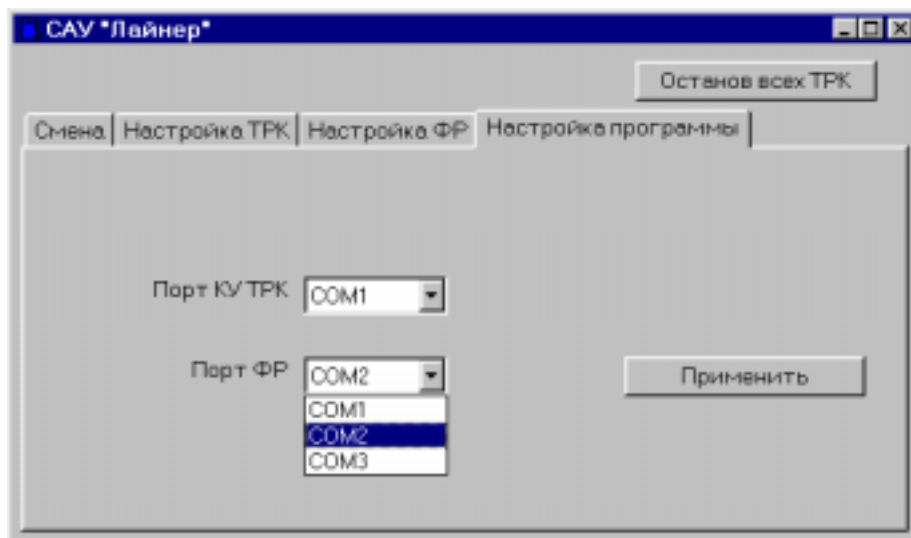 САУ "Лайнер"
Останов всех ТРК
Смена Настройка ТРК Настройка ФР Настройка программы
Порт КУ ТРК COM1
Порт ФР COM2
Применить
COM1
COM2
COM3